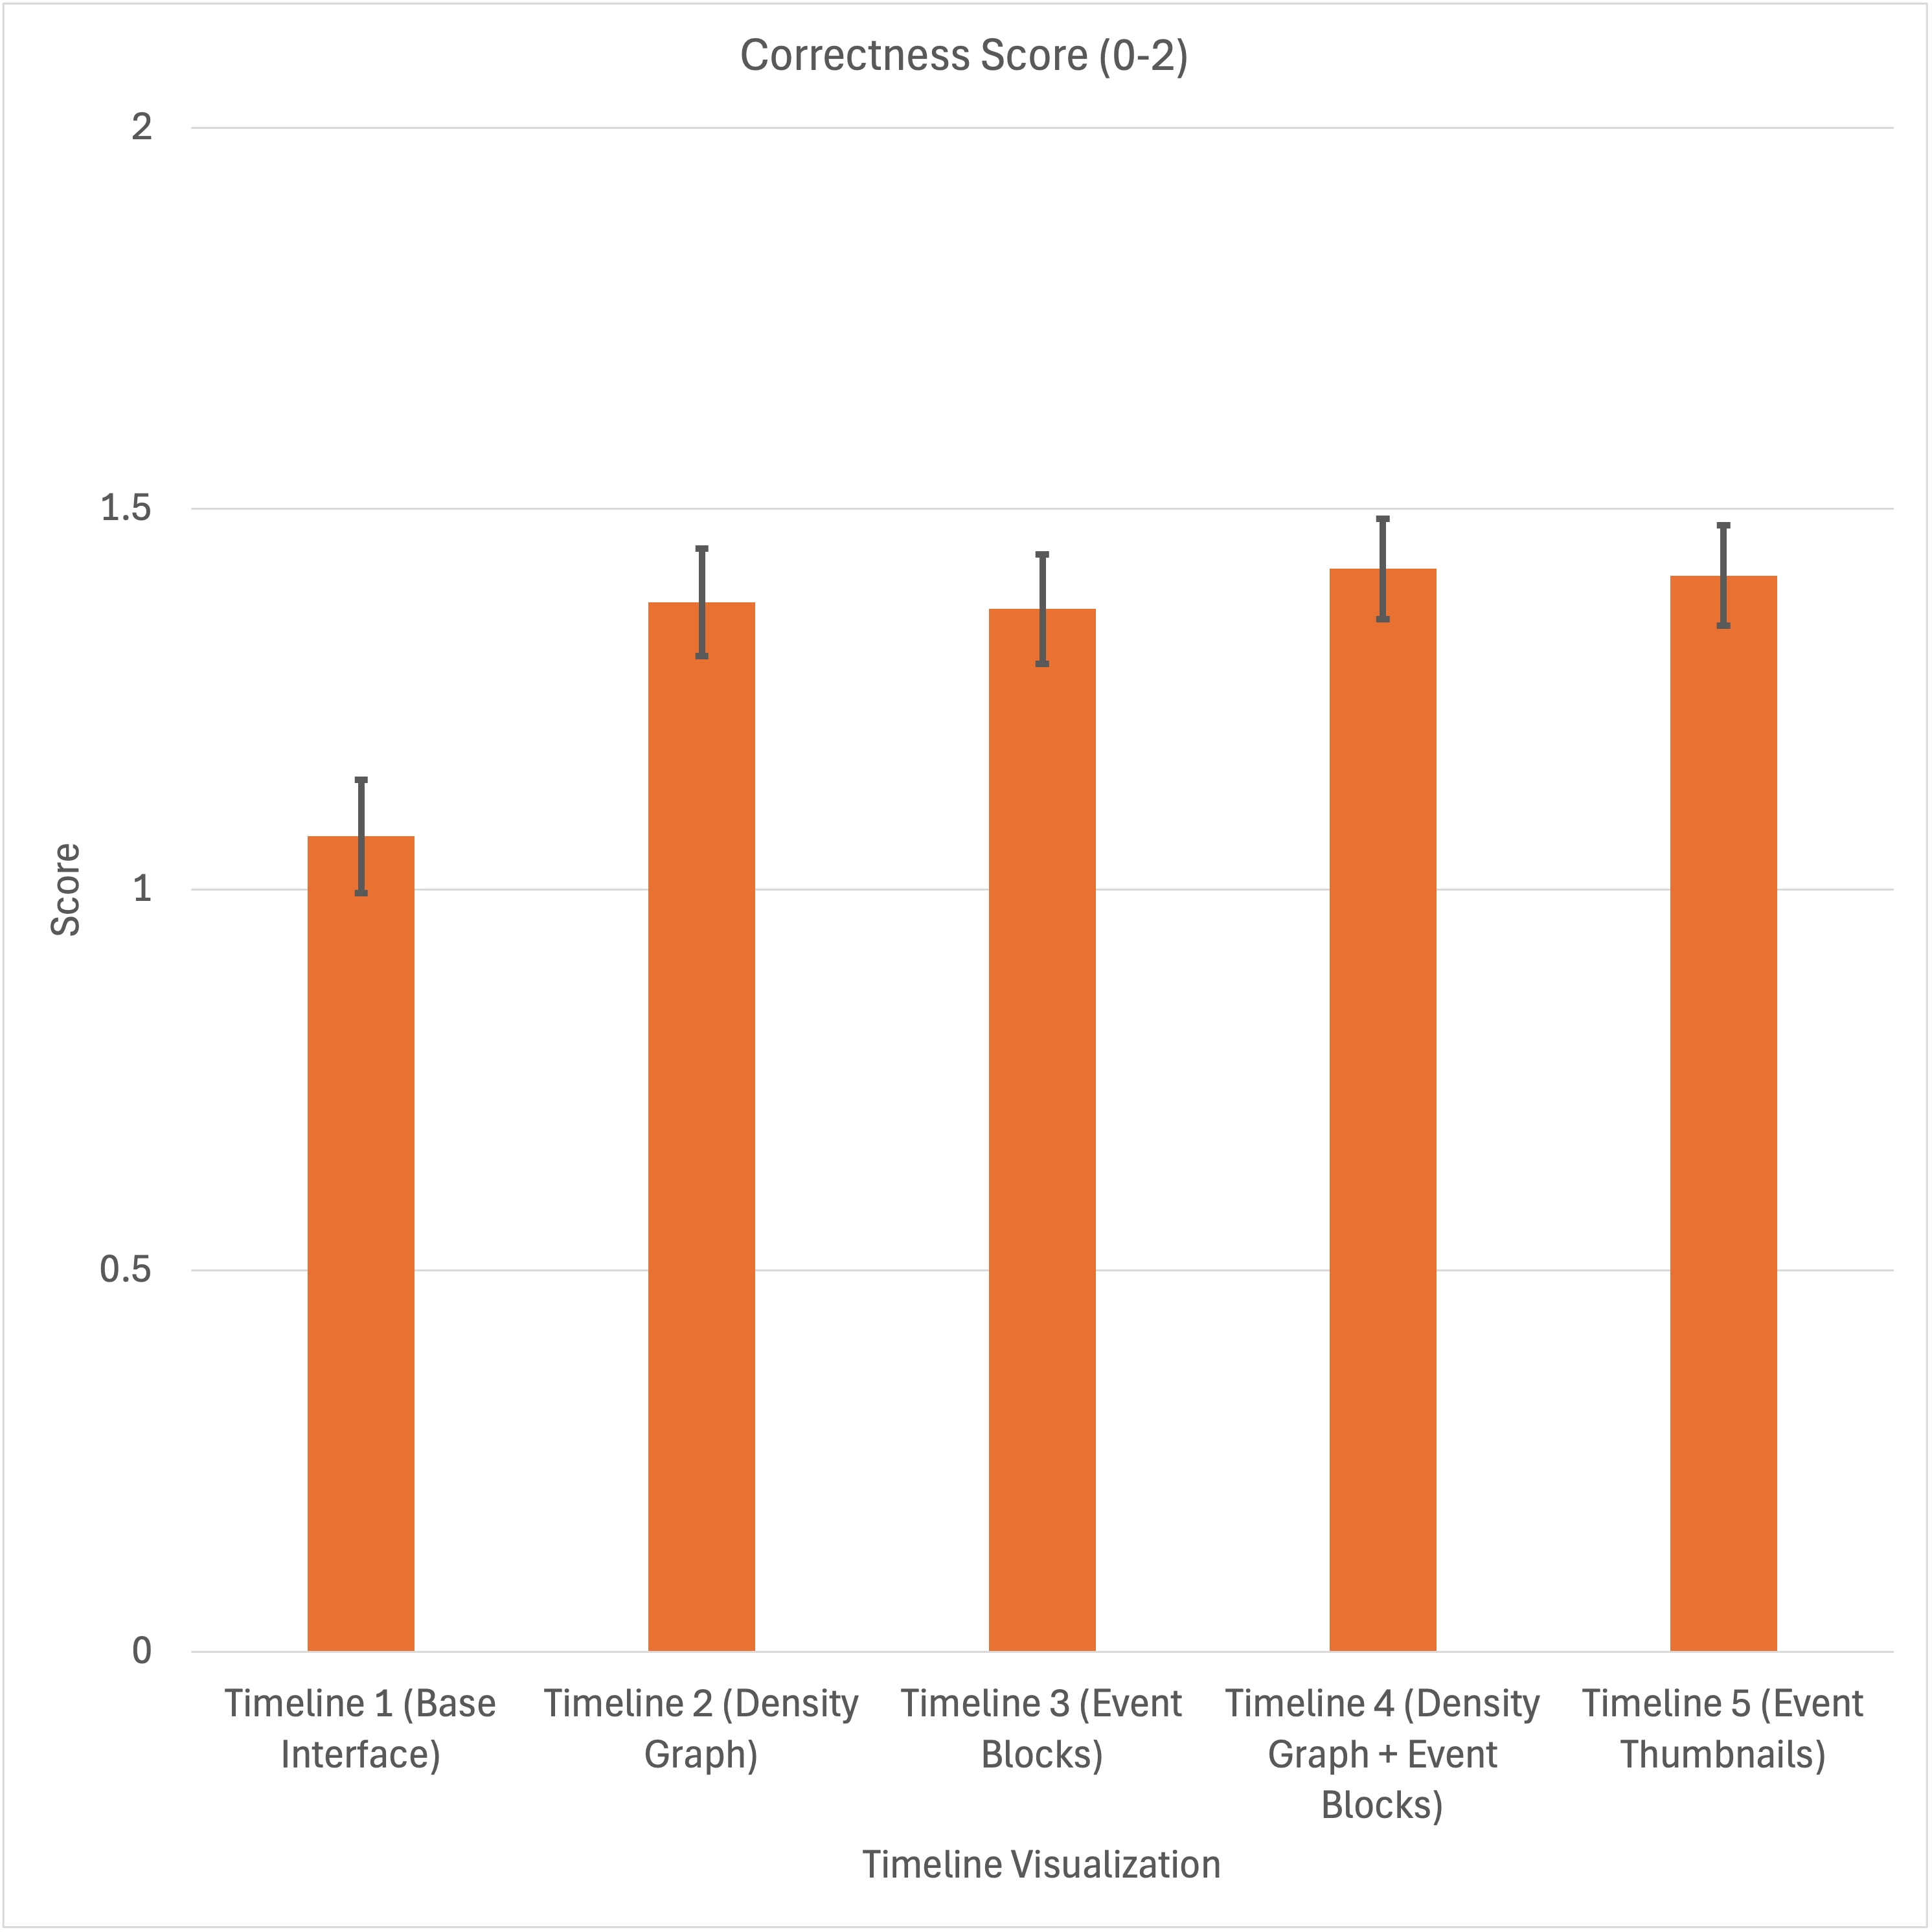 Correctness Score (0-2)
2
1.5
1
0.5
0
Score
Timeline 1 (Base
Interface)
Timeline 2 (Density
Graph)
Timeline 3 (Event
Blocks)
Timeline 4 (Density
Graph + Event
Blocks)
Timeline 5 (Event
Thumbnails)
Timeline Visualization